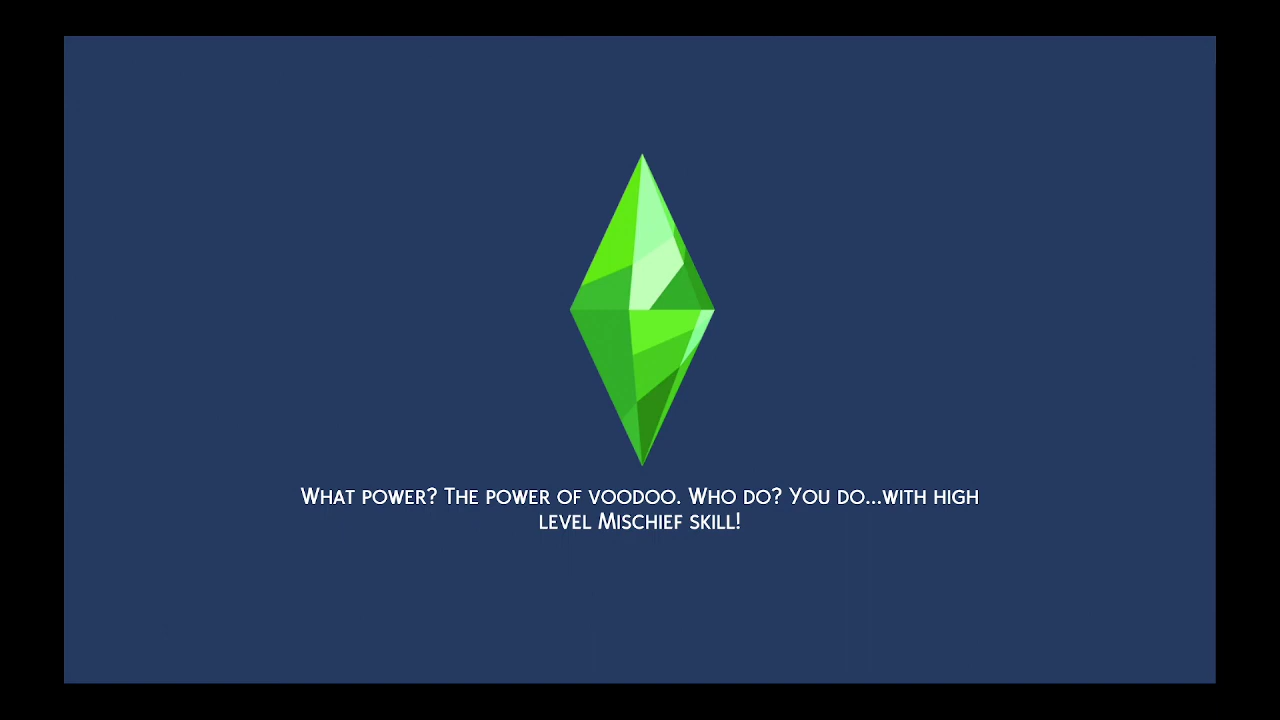 What power? The power of voodoo. Who do? You do...with high
level Mischief skill!